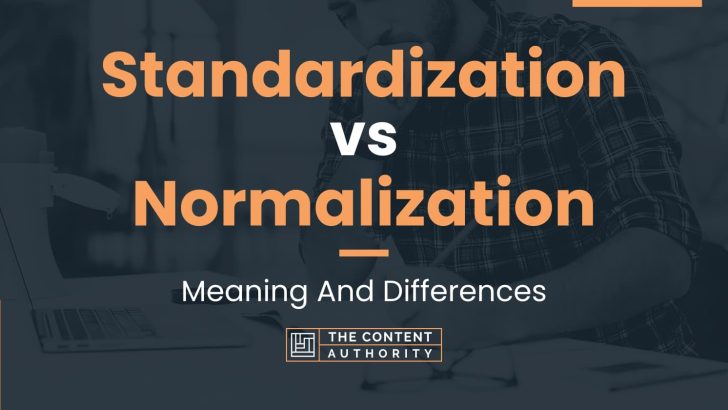 Standardization
vs
Normalization
Meaning And Differences
THE CONTENT
AUTHORITY